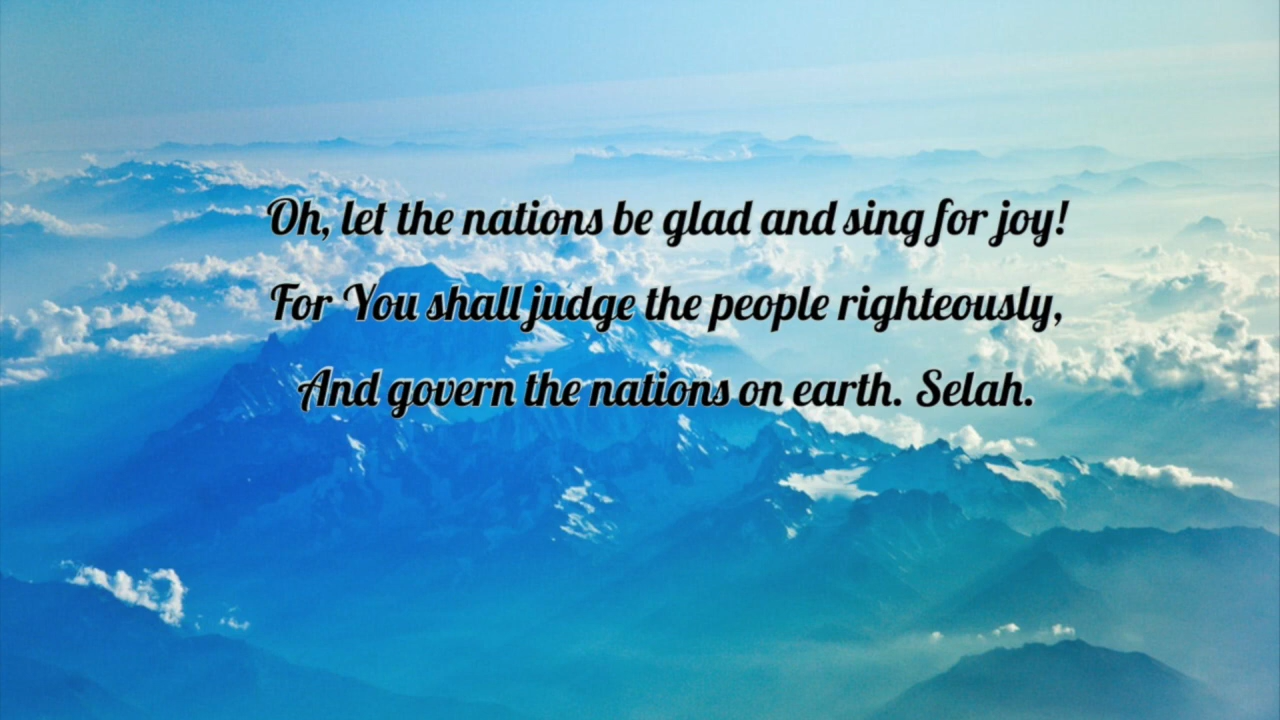 Oh, let the nations be glad and sing for joy!
For You shall judge the people righteously,
And govern the nations on earth. Selah.